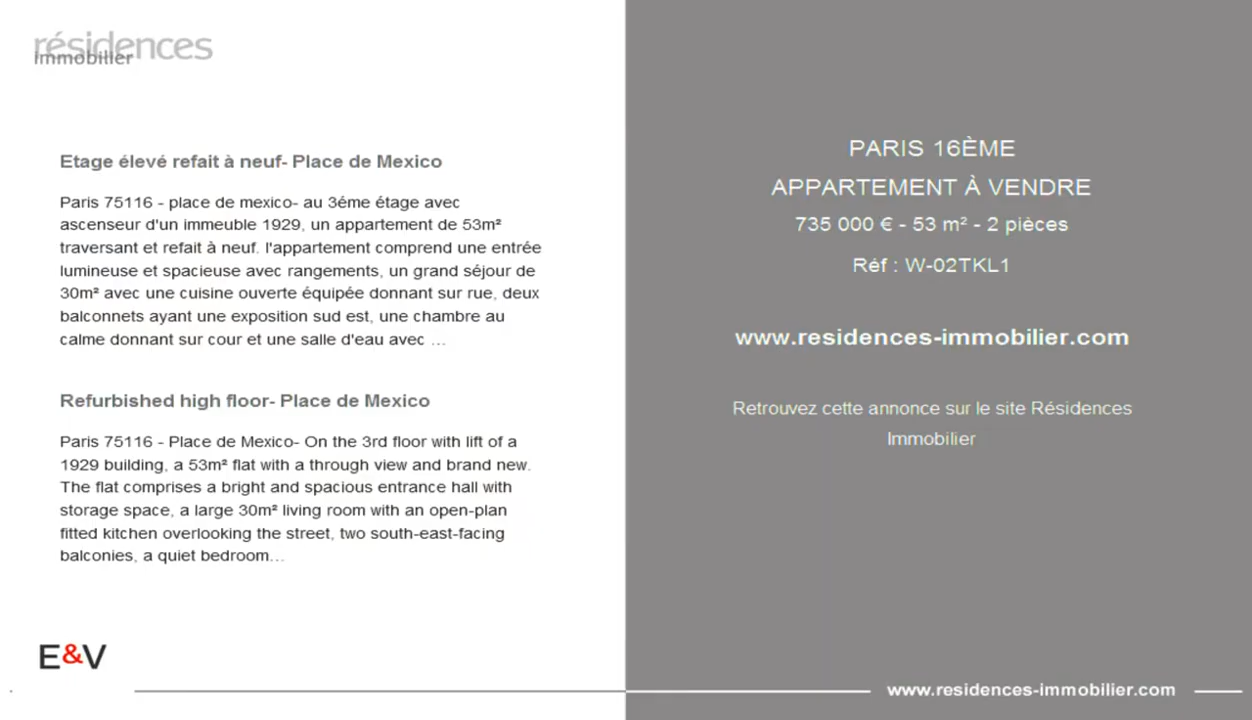 résidences
immobilier
Etage élevé refait à neuf- Place de Mexico
Paris 75116 - place de mexico- au 3éme étage avec
ascenseur d'un immeuble 1929, un appartement de 53m²
traversant et refait à neuf. l'appartement comprend une entrée
lumineuse et spacieuse avec rangements, un grand séjour de
30m² avec une cuisine ouverte équipée donnant sur rue, deux
balconnets ayant une exposition sud est, une chambre au
calme donnant sur cour et une salle d'eau avec ...
Refurbished high floor- Place de Mexico
Paris 75116 - Place de Mexico- On the 3rd floor with lift of a
1929 building, a 53m² flat with a through view and brand new.
The flat comprises a bright and spacious entrance hall with
storage space, a large 30m² living room with an open-plan
fitted kitchen overlooking the street, two south-east-facing
balconies, a quiet bedroom...
E&V
PARIS 16ÈME
APPARTEMENT À VENDRE
735 000 € - 53 m² - 2 pièces
Réf : W-02TKL1
www.residences-immobilier.com
Retrouvez cette annonce sur le site Résidences
Immobilier
www.residences-immobilier.com